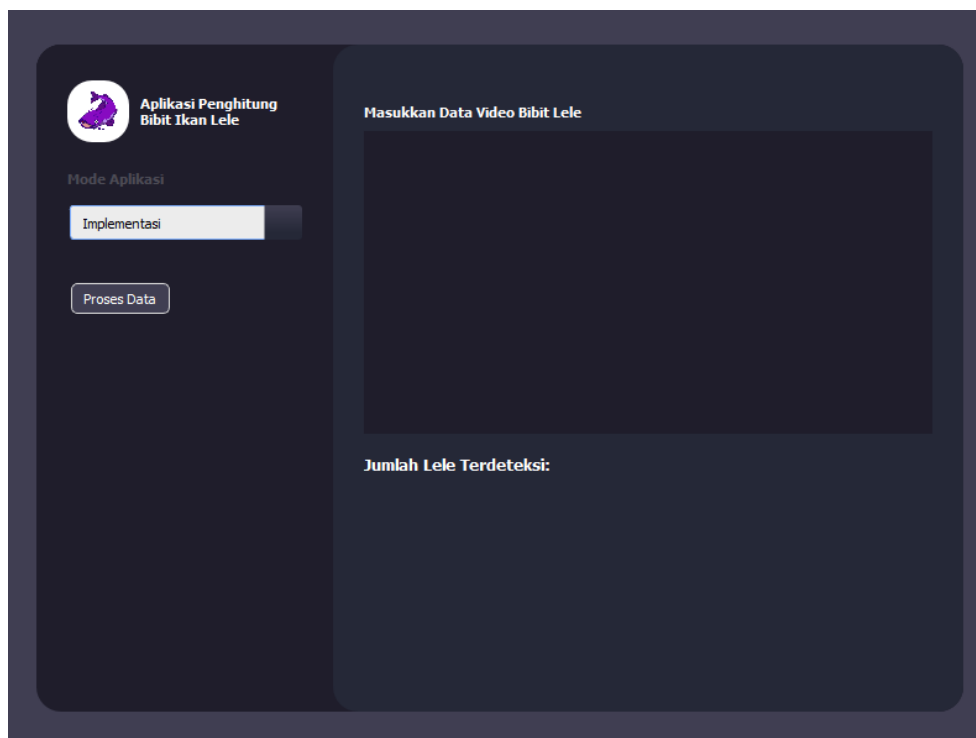 Aplikasi Penghitung
Bibit Ikan Lele
Mode Aplikasi
Implementasi
Proses Data
Masukkan Data Video Bibit Lele
Jumlah Lele Terdeteksi: